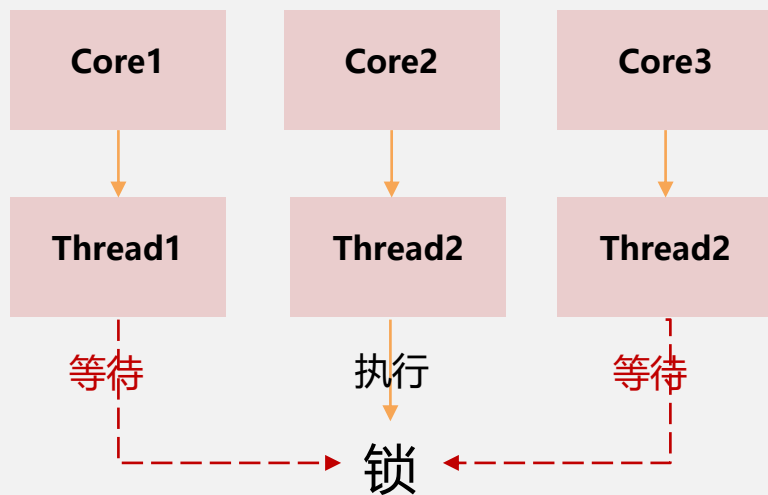 Core1
Core2
Core3
Thread1
Thread2
Thread2
等待
执行
等待
锁